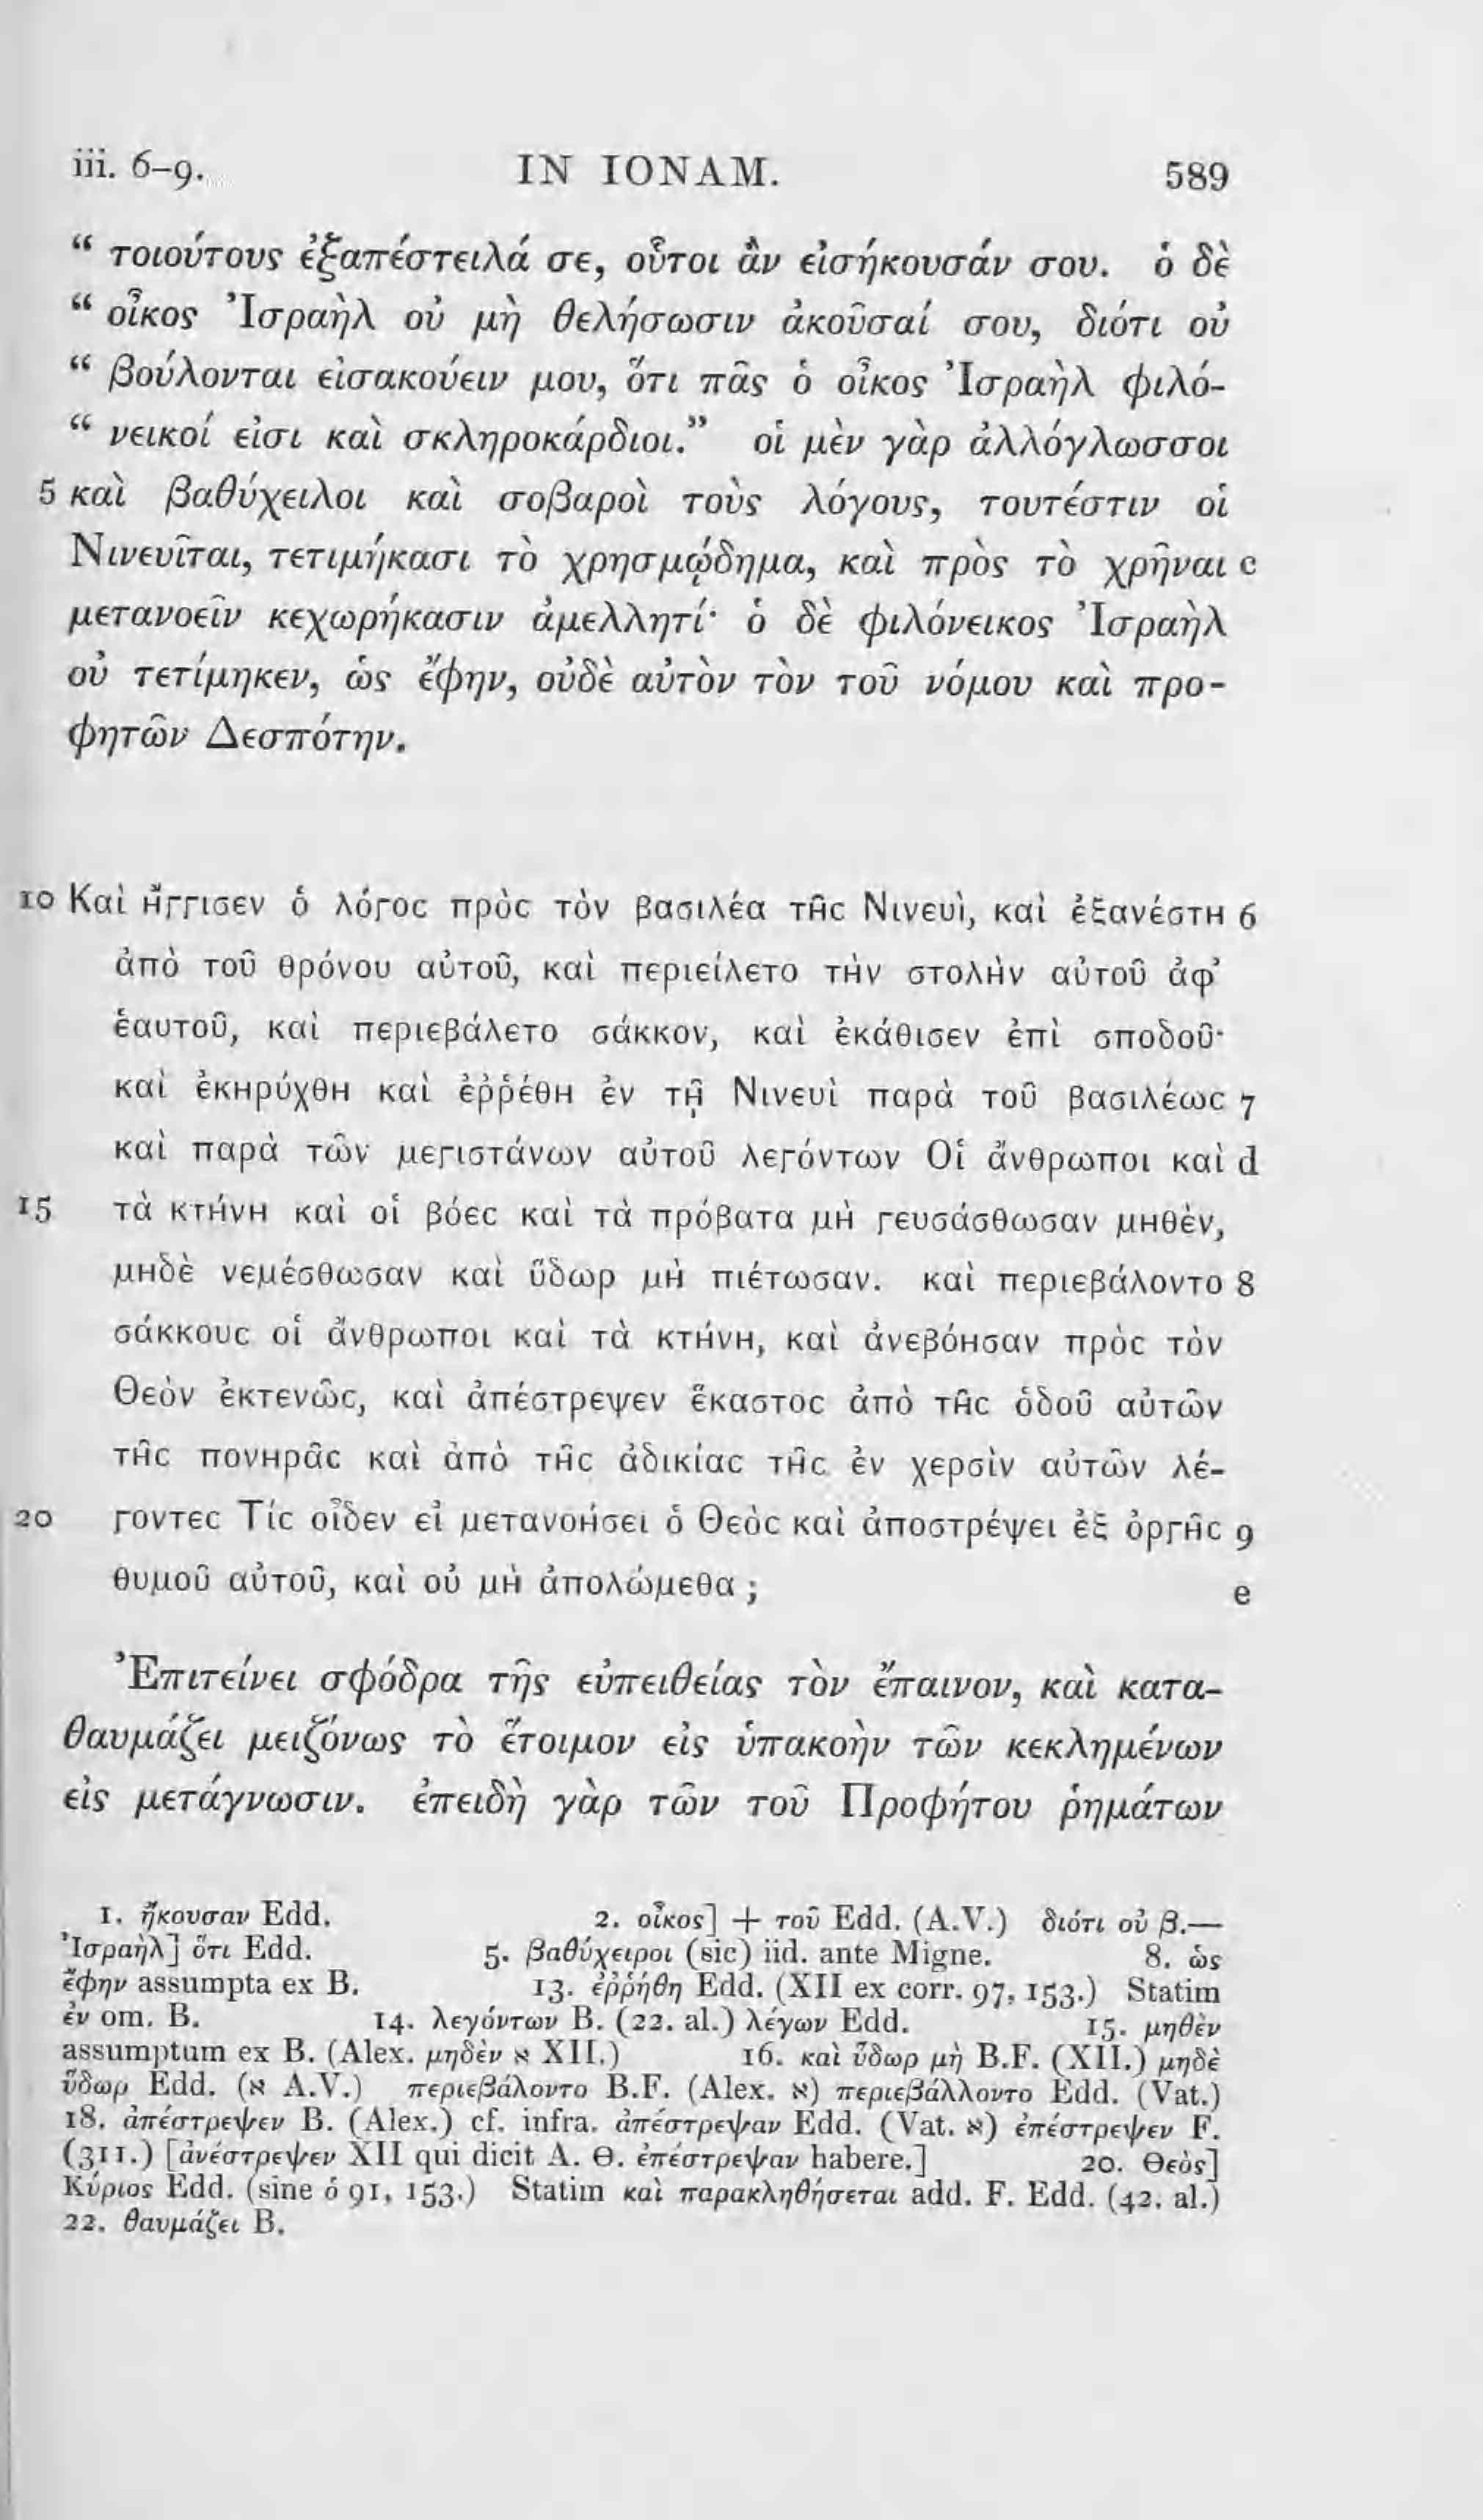 iii. 6–9. IN IONAM. 589
“ τοιούτους ἐξαπέστειλά σε, οὗτοι ἂν εἰσήκουσάν σου. ὁ δὲ
“ οἶκος Ἰσραὴλ οὐ μὴ θελήσωσιν ἀκοῦσαί σου, διότι οὐ
“ βούλονται εἰσακούειν μου, ὅτι πᾶς ὁ οἶκος Ἰσραὴλ φιλό-
“ νεικοί εἰσι καὶ σκληροκάρδιοι.” οἱ μὲν γὰρ ἀλλόγλωσσοι
5 καὶ βαθύχειλοι καὶ σοβαροὶ τοὺς λόγους, τουτέστιν οἱ
Νινευῖται, τετιμήκασι τὸ χρησμῴδημα, καὶ πρὸς τὸ χρῆναι c
μετανοεῖν κεχωρήκασιν ἀμελλητί· ὁ δὲ φιλόνεικος Ἰσραὴλ
οὐ τετίμηκεν, ὡς ἔφην, οὐδὲ αὐτὸν τὸν τοῦ νόμου καὶ προ-
φητῶν Δεσπότην.
10 Καὶ ἤγγισεν ὁ λόγος πρὸς τὸν βασιλέα τῆς Νινευὶ, καὶ ἐξανέστη 6
ἀπὸ τοῦ θρόνου αὐτοῦ, καὶ περιείλετο τὴν στολὴν αὐτοῦ ἀφ’
ἑαυτοῦ, καὶ περιεβάλετο σάκκον, καὶ ἐκάθισεν ἐπὶ σποδοῦ·
καὶ ἐκηρύχθη καὶ ἐῤῥέθη ἐν τῇ Νινευὶ παρὰ τοῦ βασιλέως 7
καὶ παρὰ τῶν μεγιστάνων αὐτοῦ λεγόντων Οἱ ἄνθρωποι καὶ d
15 τὰ κτήνη καὶ οἱ βόες καὶ τὰ πρόβατα μὴ γευσάσθωσαν μηθὲν,
μηδὲ νεμέσθωσαν καὶ ὕδωρ μὴ πιέτωσαν. καὶ περιεβάλοντο 8
σάκκους οἱ ἄνθρωποι καὶ τὰ κτήνη, καὶ ἀνεβόησαν πρὸς τὸν
Θεὸν ἐκτενῶς, καὶ ἀπέστρεψεν ἕκαστος ἀπὸ τῆς ὁδοῦ αὐτῶν
τῆς πονηρᾶς καὶ ἀπὸ τῆς ἀδικίας τῆς ἐν χερσὶν αὐτῶν λέ-
20 γοντες Τίς οἶδεν εἰ μετανοήσει ὁ Θεὸς καὶ ἀποστρέψει ἐξ ὀργῆς 9
θυμοῦ αὐτοῦ, καὶ οὐ μὴ ἀπολώμεθα ; e
Ἐπιτείνει σφόδρα τῆς εὐπειθείας τὸν ἔπαινον, καὶ κατα-
θαυμάζει μειζόνως τὸ ἕτοιμον εἰς ὑπακοὴν τῶν κεκλημένων
εἰς μετάγνωσιν. ἐπειδὴ γὰρ τῶν τοῦ Προφήτου ῥημάτων
1. ἤκουσαν Edd. 2. οἶκος] + τοῦ Edd. (A.V.) διότι οὐ β.—
Ἰσραὴλ] ὅτι Edd. 5. βαθύχειροι (sic) iid. ante Migne. 8. ὡς
ἔφην assumpta ex B. 13. ἐῤῥήθη Edd. (XII ex corr. 97, 153.) Statim
ἐν om. B. 14. λεγόντων B. (22. al.) λέγων Edd. 15. μηθὲν
assumptum ex B. (Alex. μηδὲν א XII.) 16. καὶ ὕδωρ μὴ B.F. (XII.) μηδὲ
ὕδωρ Edd. (א A.V.) περιεβάλοντο B.F. (Alex. א) περιεβάλλοντο Edd. (Vat.)
18. ἀπέστρεψεν B. (Alex.) cf. infra. ἀπέστρεψαν Edd. (Vat. א) ἐπέστρεψεν F.
(311.) [ἀνέστρεψεν XII qui dicit Α. Θ. ἐπέστρεψαν habere.] 20. Θεὸς]
Κύριος Edd. (sine ὁ 91, 153.) Statim καὶ παρακληθήσεται add. F. Edd. (42. al.)
22. θαυμάζει B.